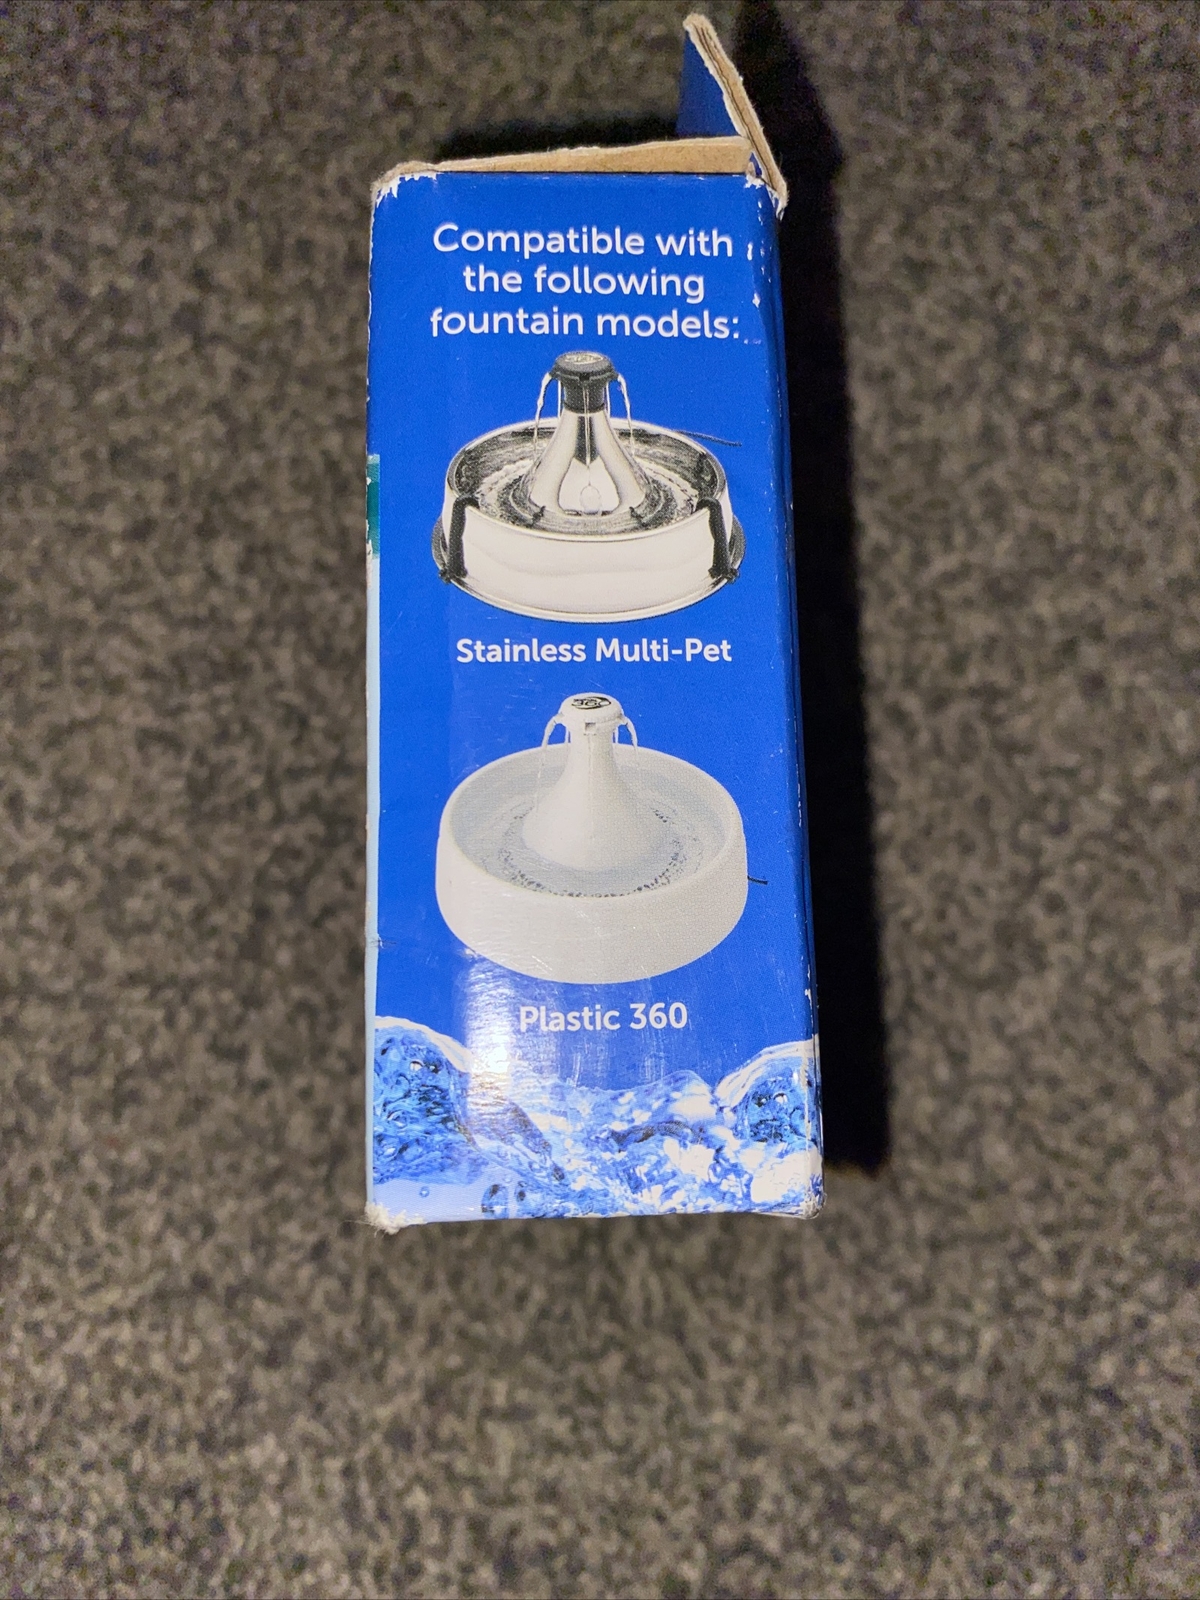 Compatible with
the following
fountain models:
Stainless Multi-Pet
Plastic 360